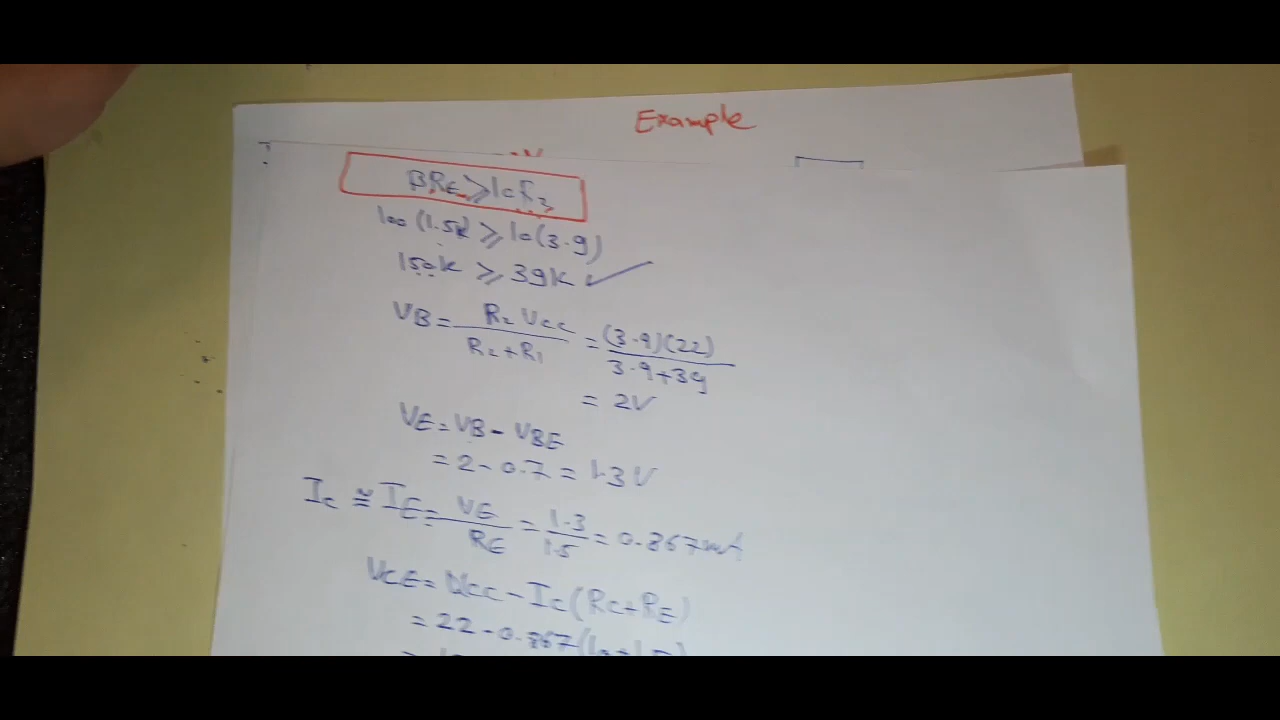 Example
βRE ≥ 10R2
100(1.5k) ≥ 10(3.9)
150k ≥ 39k ✓
VB = R2 VCC / R2+R1 = (3.9)(22) / 3.9+39
= 2V
VE = VB - VBE
= 2 - 0.7 = 1.3V
Ic ≅ IE = VE / RE = 1.3 / 1.5 = 0.867mA
VCE = VCC - Ic(RC+RE)
= 22 - 0.867(